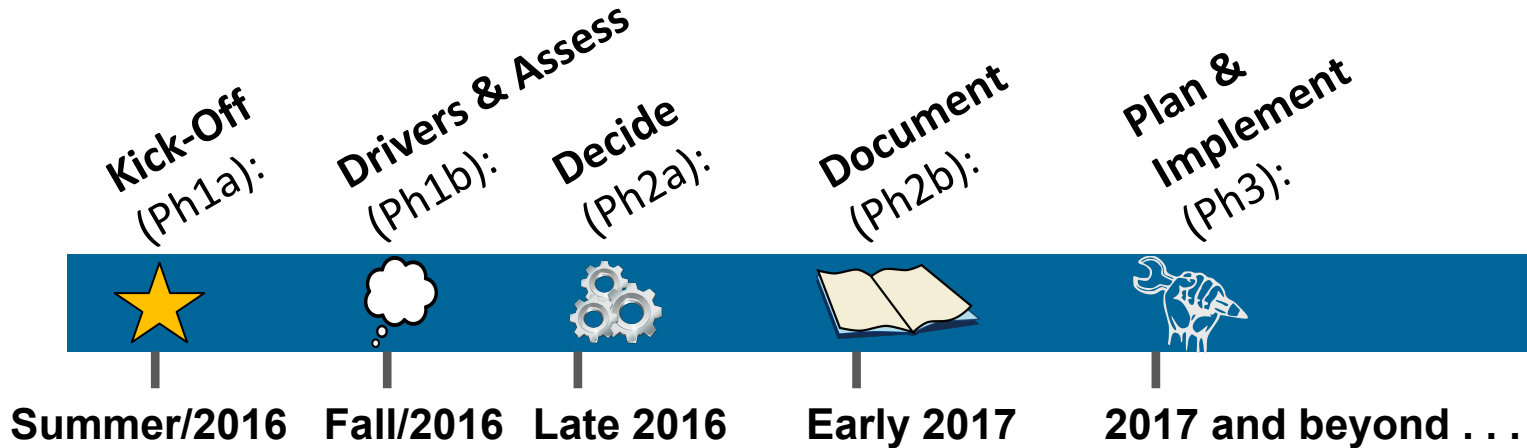 Kick-Off
(Ph1a):
Drivers & Assess
(Ph1b):
Decide
(Ph2a):
Document
(Ph2b):
Plan &
Implement
(Ph3):
Summer/2016
Fall/2016
Late 2016
Early 2017
2017 and beyond . . .